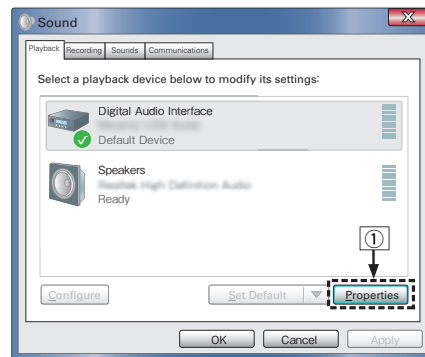 Sound
X
Playback Recording Sounds Communications
Select a playback device below to modify its settings:
Digital Audio Interface
Default Device
Speakers
Realtek High Definition Audio
Ready
①
Configure Set Default Properties
OK Cancel Apply